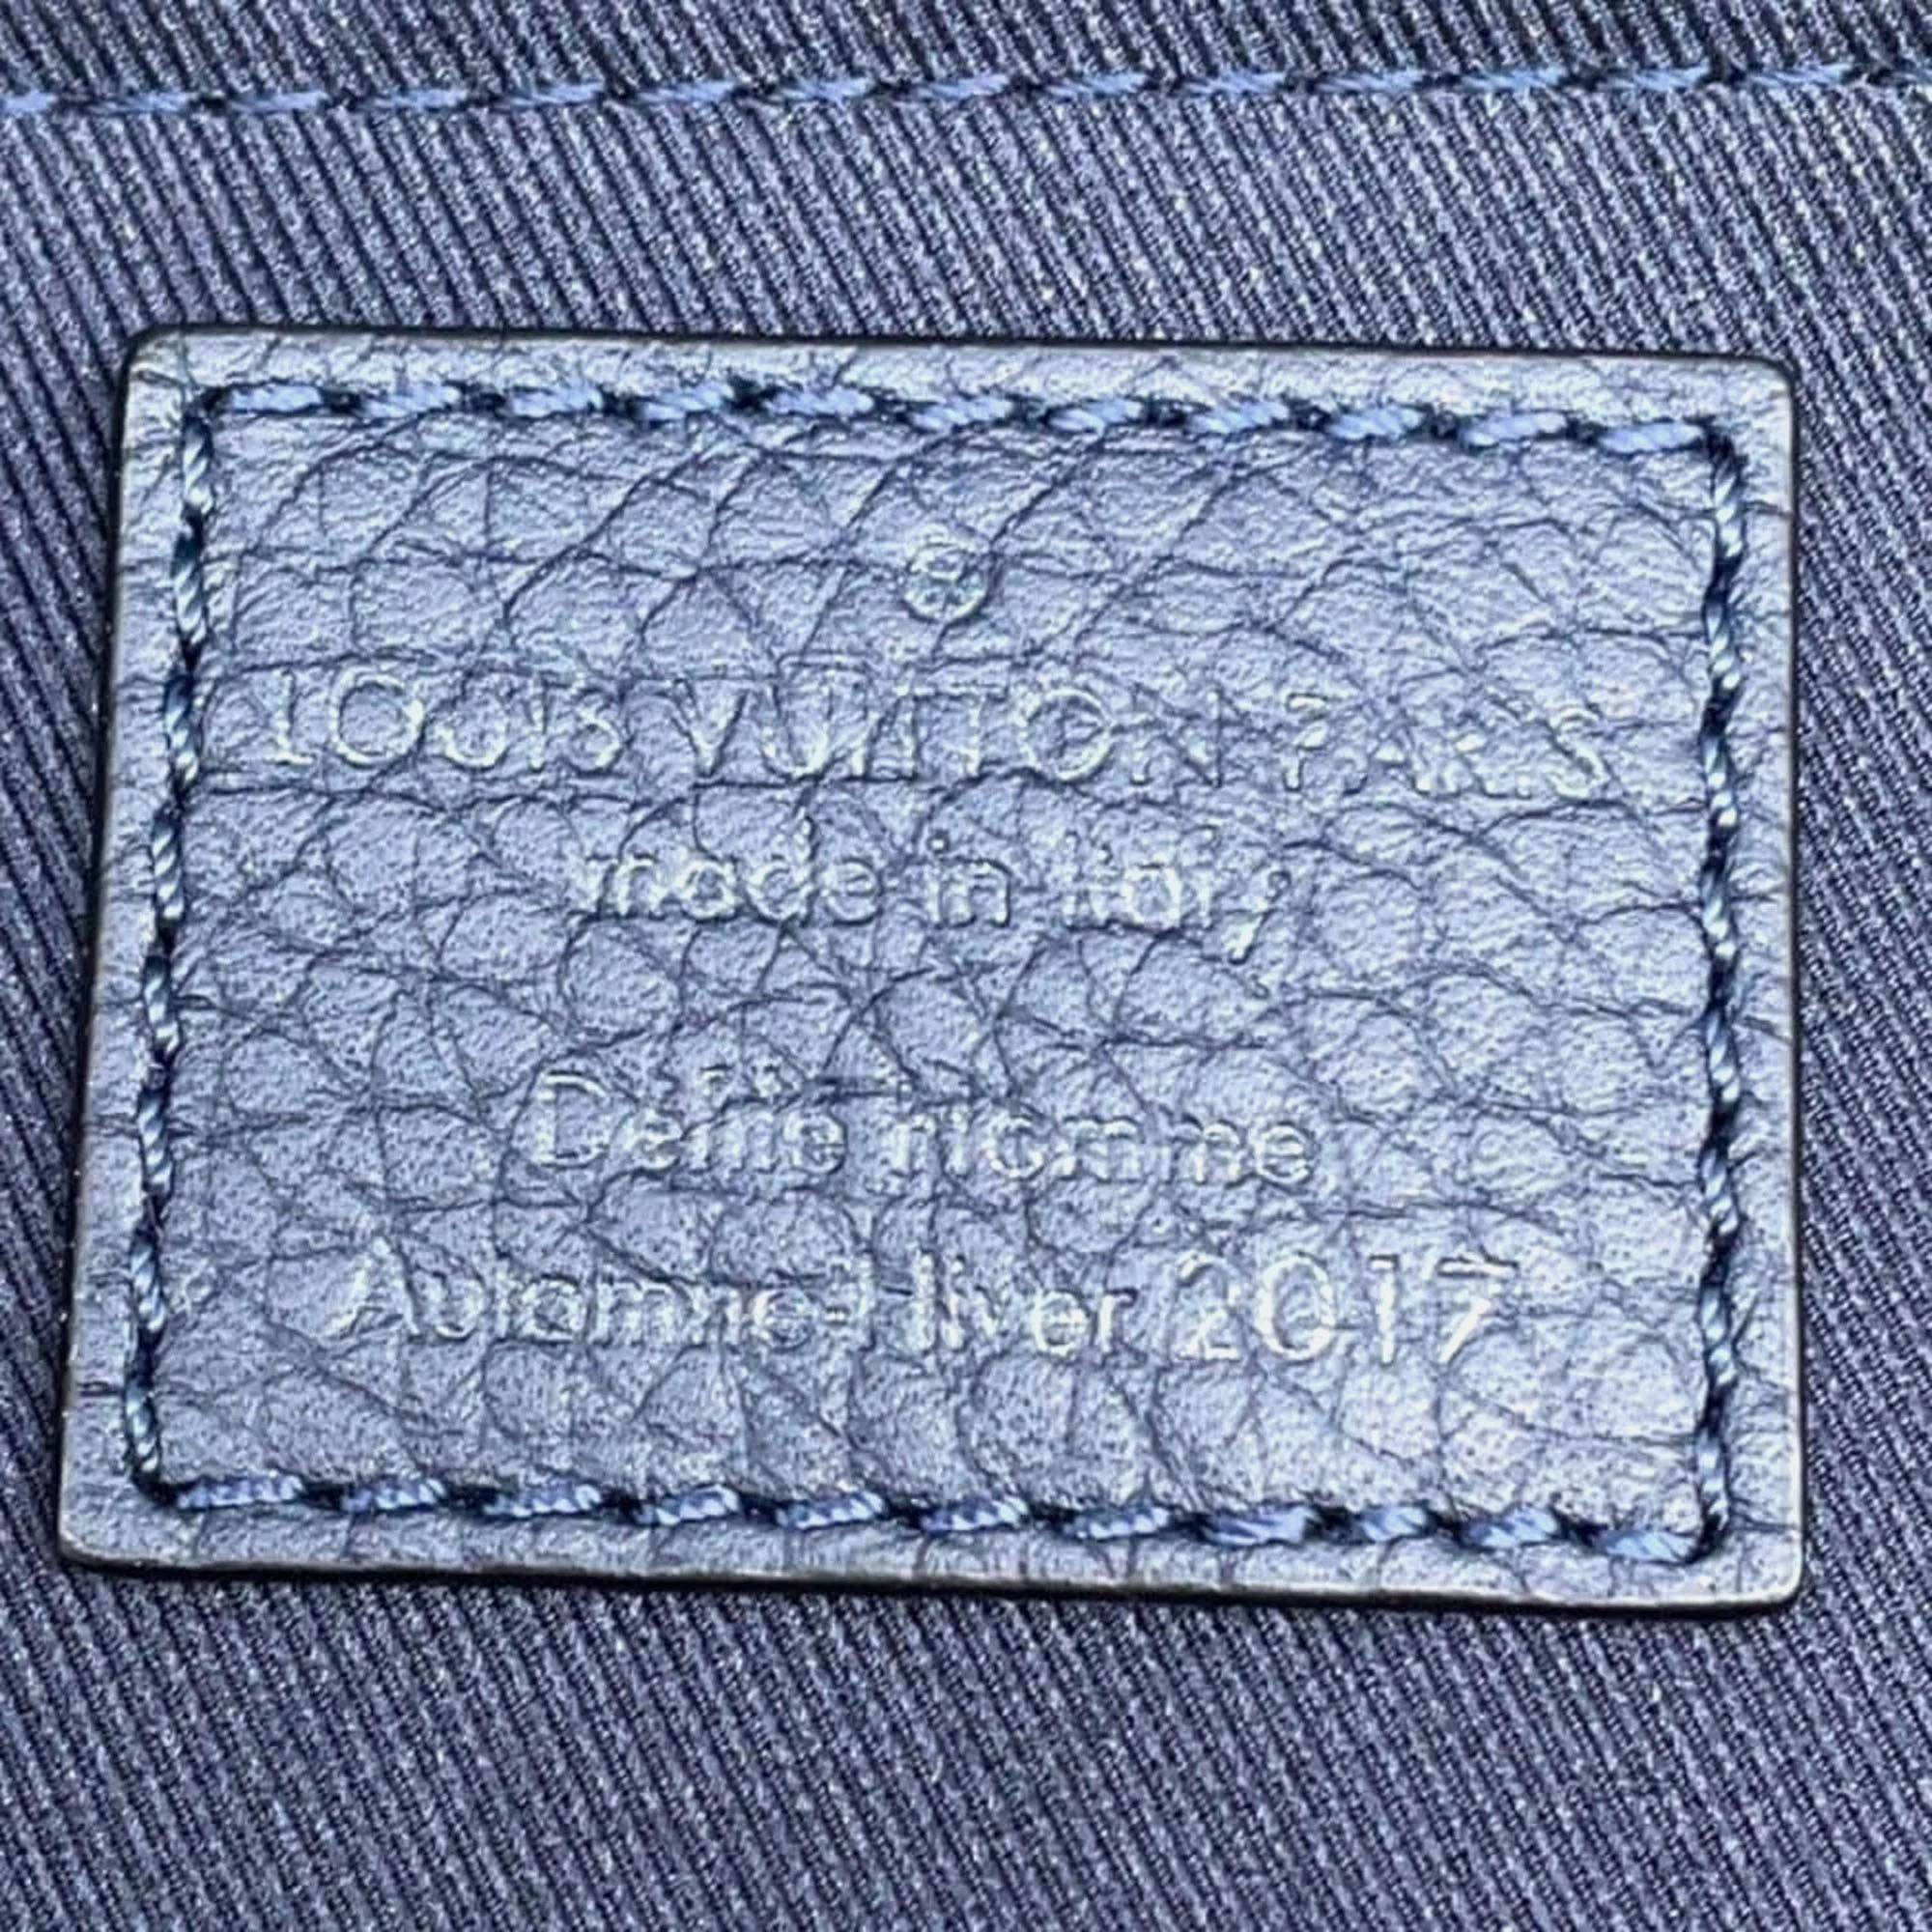 ®
LOUIS VUITTON PARIS
made in Italy
Défilé Homme
Automne-Hiver 2017